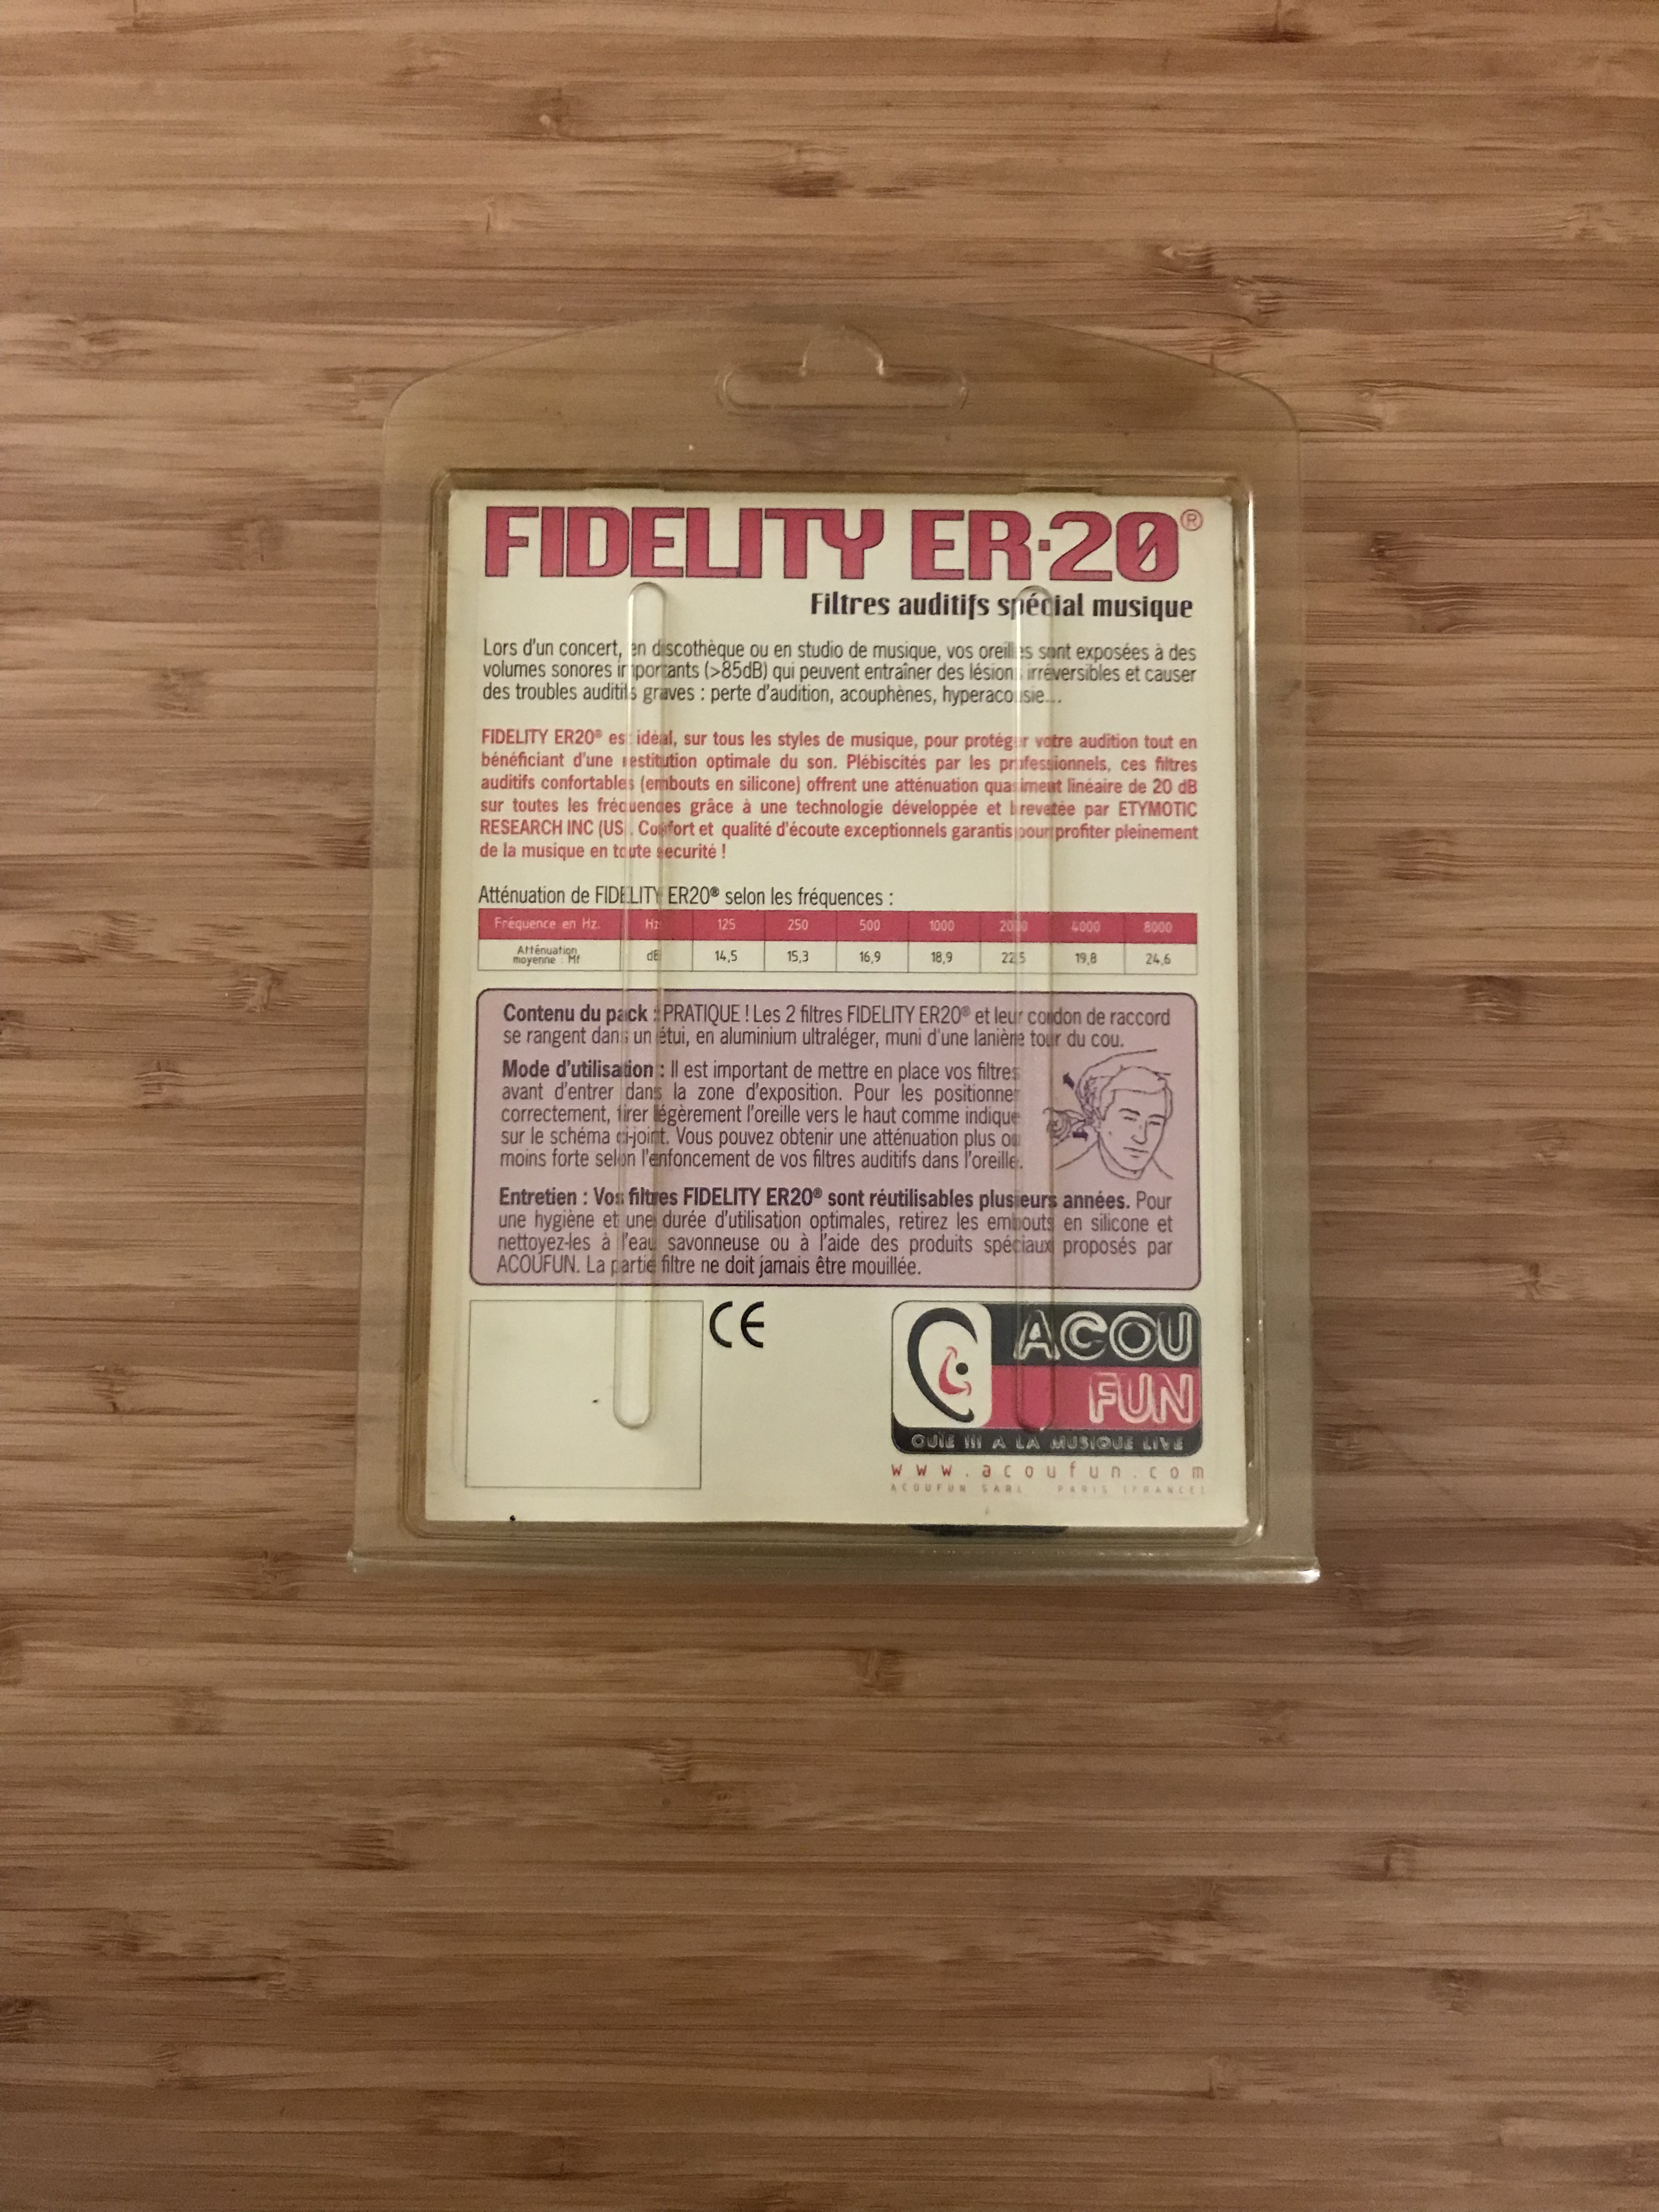 FIDELITY ER·20®
Filtres auditifs spécial musique
Lors d'un concert, en discothèque ou en studio de musique, vos oreilles sont exposées à des
volumes sonores importants (>85dB) qui peuvent entraîner des lésions irréversibles et causer
des troubles auditifs graves : perte d'audition, acouphènes, hyperacousie...
FIDELITY ER20® est idéal, sur tous les styles de musique, pour protéger votre audition tout en
bénéficiant d'une restitution optimale du son. Plébiscités par les professionnels, ces filtres
auditifs confortables (embouts en silicone) offrent une atténuation quasiment linéaire de 20 dB
sur toutes les fréquences grâce à une technologie développée et brevetée par ETYMOTIC
RESEARCH INC (US). Confort et qualité d'écoute exceptionnels garantis pour profiter pleinement
de la musique en toute sécurité !
Atténuation de FIDELITY ER20® selon les fréquences :
Fréquence en Hz. Hz 125 250 500 1000 2000 4000 8000
Atténuation
moyenne : Mf dB 14,5 15,3 16,9 18,9 22,5 19,8 24,6
Contenu du pack : PRATIQUE ! Les 2 filtres FIDELITY ER20® et leur cordon de raccord
se rangent dans un étui, en aluminium ultraléger, muni d'une lanière tour du cou.
Mode d'utilisation : Il est important de mettre en place vos filtres
avant d'entrer dans la zone d'exposition. Pour les positionner
correctement, tirer légèrement l'oreille vers le haut comme indiqué
sur le schéma ci-joint. Vous pouvez obtenir une atténuation plus ou
moins forte selon l'enfoncement de vos filtres auditifs dans l'oreille.
Entretien : Vos filtres FIDELITY ER20® sont réutilisables plusieurs années. Pour
une hygiène et une durée d'utilisation optimales, retirez les embouts en silicone et
nettoyez-les à l'eau savonneuse ou à l'aide des produits spéciaux proposés par
ACOUFUN. La partie filtre ne doit jamais être mouillée.
CE
ACOU
FUN
OUÏE !!! A LA MUSIQUE LIVE
www.acoufun.com
ACOUFUN SARL PARIS (FRANCE)